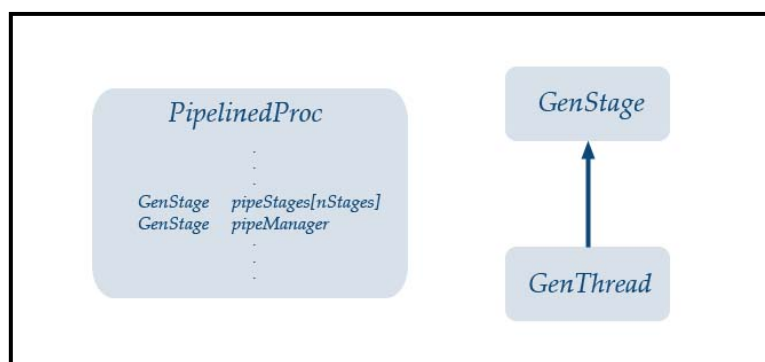 PipelinedProc
.
.
.
GenStage pipeStages[nStages]
GenStage pipeManager
.
.
.
GenStage
GenThread